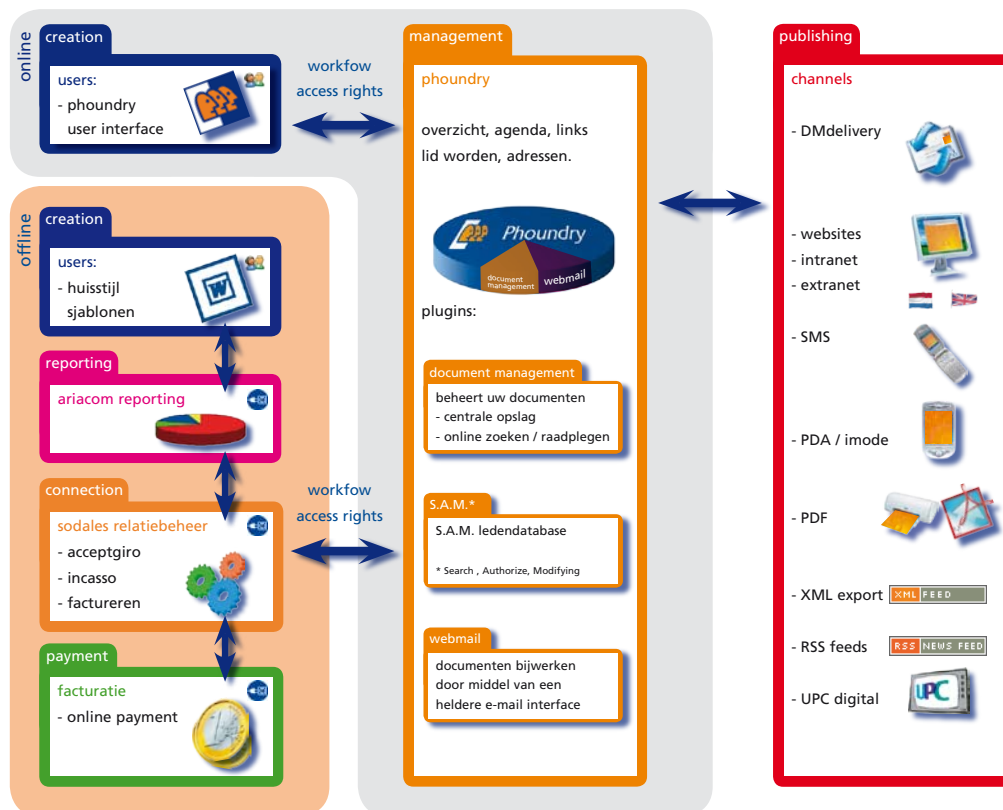 online
creation
users:
- phoundry
user interface
workfow
access rights
offline
creation
users:
- huisstijl
sjablonen
W
reporting
ariacom reporting
connection
sodales relatiebeheer
- acceptgiro
- incasso
- factureren
workfow
access rights
payment
facturatie
- online payment
1
management
phoundry
overzicht, agenda, links
lid worden, adressen.
Phoundry
document
management
webmail
plugins:
document management
beheert uw documenten
- centrale opslag
- online zoeken / raadplegen
S.A.M.*
S.A.M. ledendatabase
* Search , Authorize, Modifying
webmail
documenten bijwerken
door middel van een
heldere e-mail interface
publishing
channels
- DMdelivery
- websites
- intranet
- extranet
- SMS
- PDA / imode
- PDF
- XML export
XML FEED
- RSS feeds
RSS NEWS FEED
- UPC digital
UPC